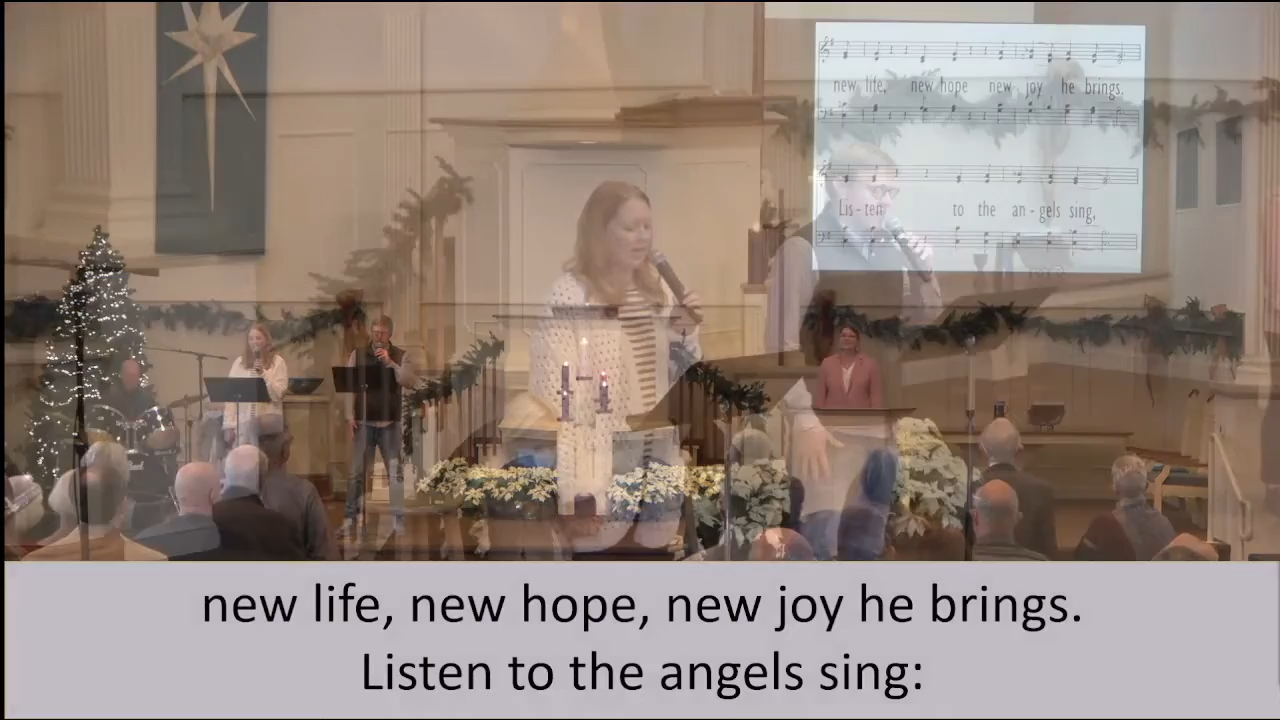 new life, new hope new joy he brings.
Lis - ten to the an - gels sing,
new life, new hope, new joy he brings.
Listen to the angels sing: